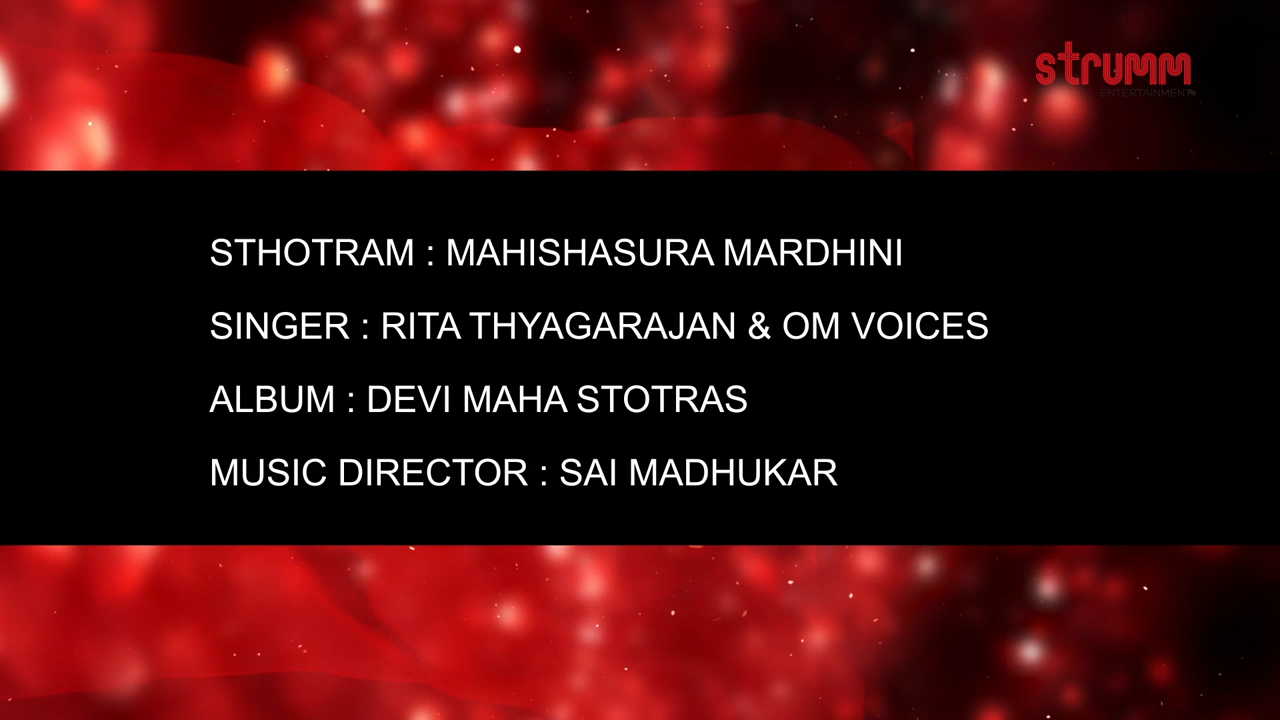 strumm
ENTERTAINMENT
STHOTRAM : MAHISHASURA MARDHINI
SINGER : RITA THYAGARAJAN & OM VOICES
ALBUM : DEVI MAHA STOTRAS
MUSIC DIRECTOR : SAI MADHUKAR